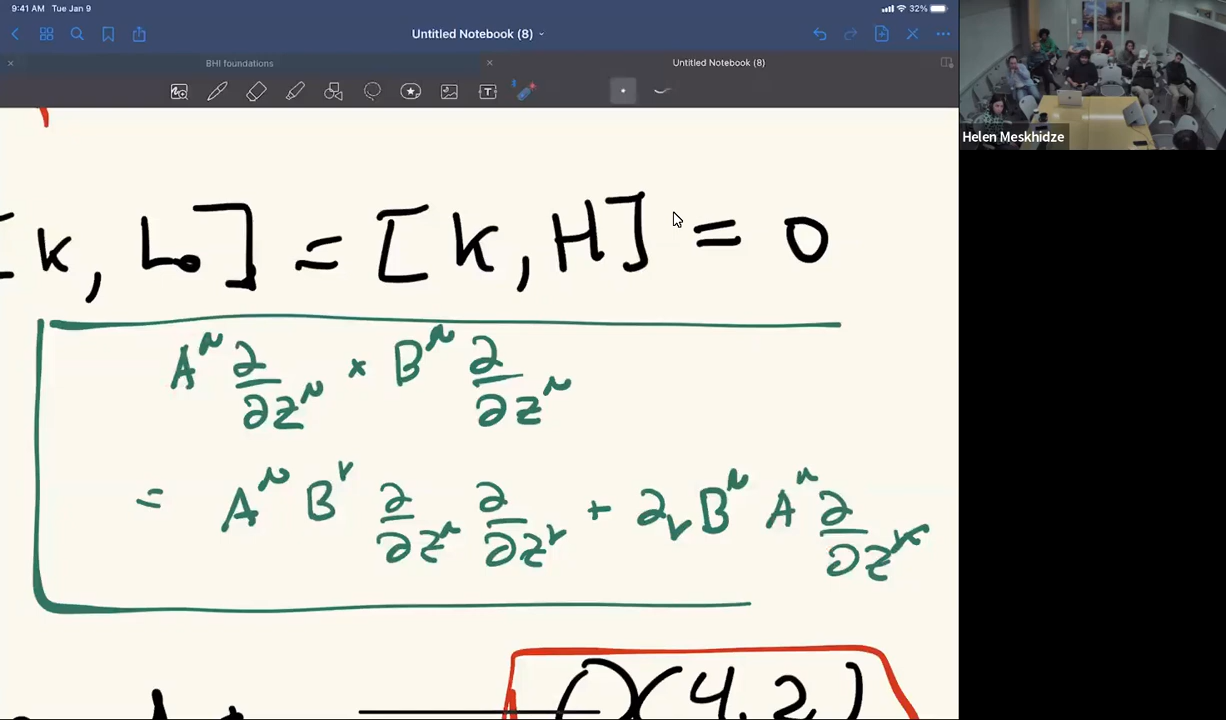 9:41 AM Tue Jan 9
32%
Untitled Notebook (8)
BHI foundations
Untitled Notebook (8)
Helen Meskhidze
K, L₀] = [K, H] = 0
A^μ ∂/∂z^μ × B^μ ∂/∂z^μ
= A^μ B^ν ∂/∂z^μ ∂/∂z^ν + ∂_ν B^μ A^μ ∂/∂z
O(4,2)